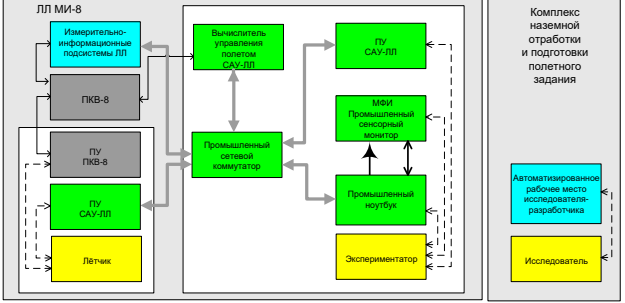 ЛЛ МИ-8
Измерительно-
информационные
подсистемы ЛЛ
ПКВ-8
ПУ
ПКВ-8
ПУ
САУ-ЛЛ
Лётчик
Вычислитель
управления
полетом
САУ-ЛЛ
Промышленный
сетевой
коммутатор
ПУ
САУ-ЛЛ
МФИ
Промышленный
сенсорный
монитор
Промышленный
ноутбук
Экспериментатор
Комплекс
наземной
отработки
и подготовки
полетного
задания
Автоматизированное
рабочее место
исследователя-
разработчика
Исследователь